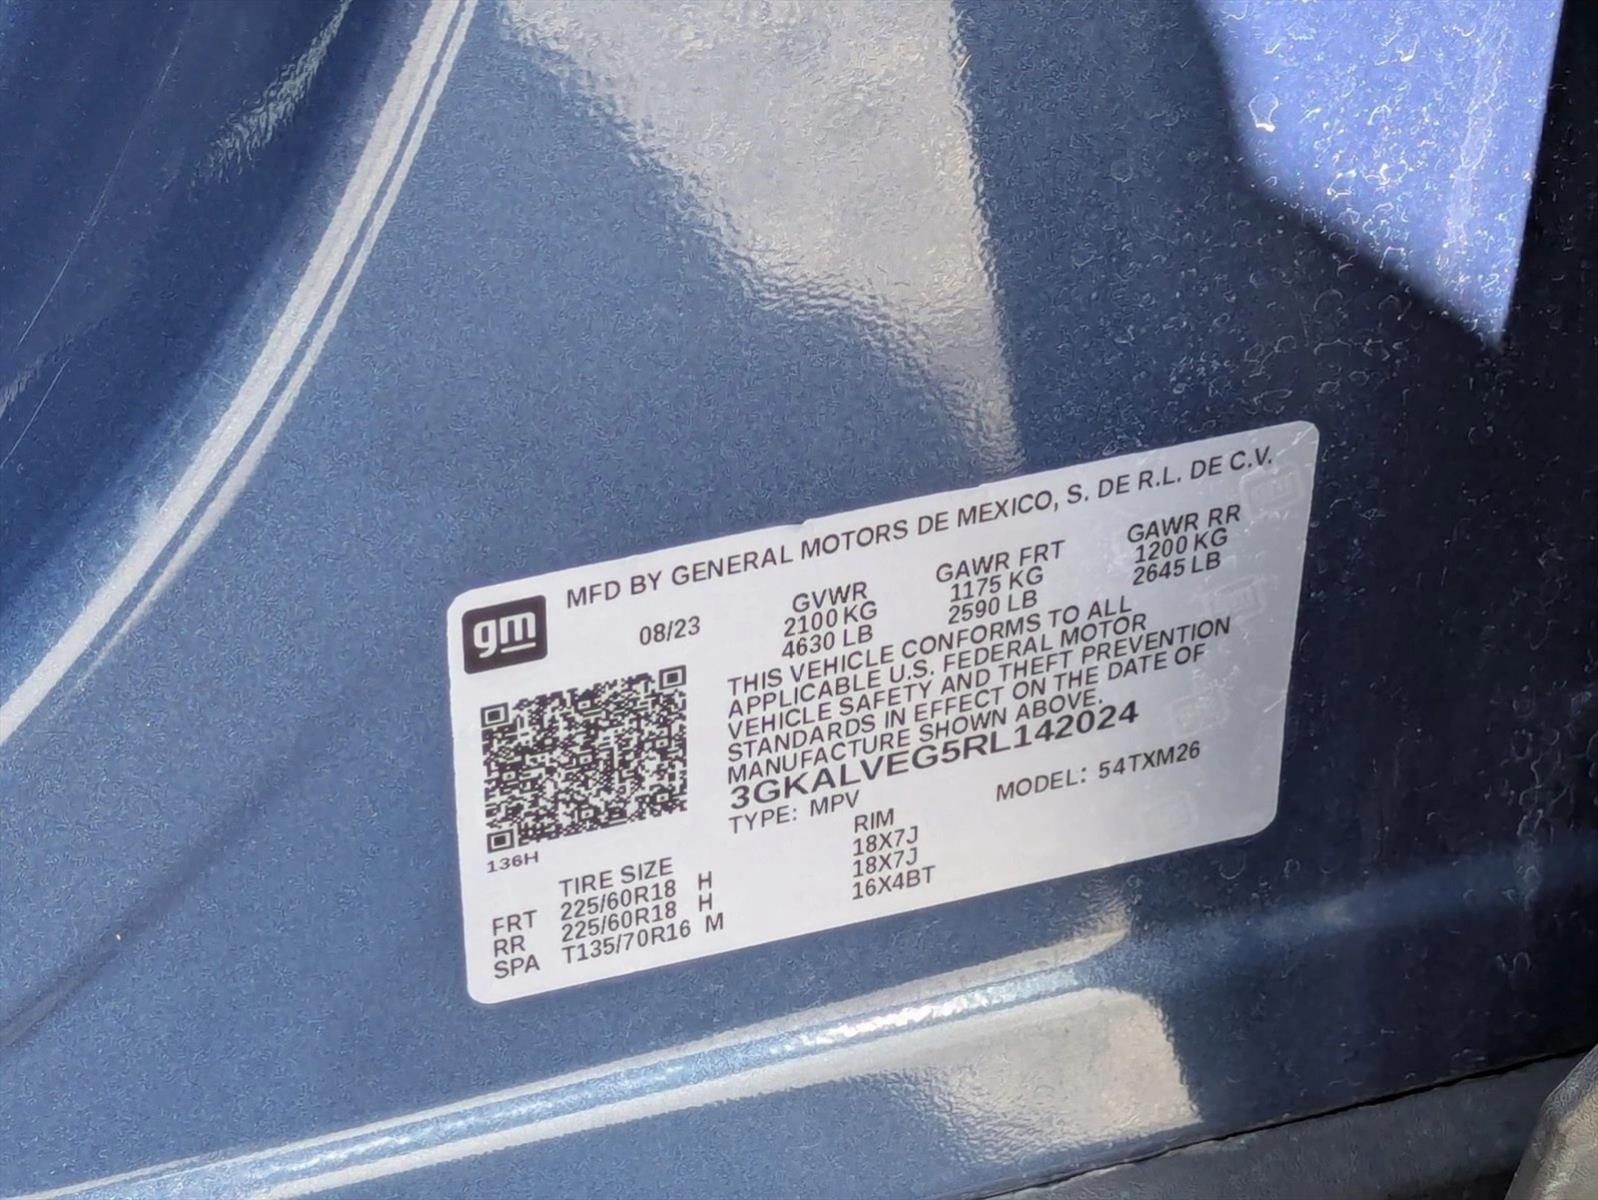 MFD BY GENERAL MOTORS DE MEXICO, S. DE R.L. DE C.V.
gm
08/23
GVWR GAWR FRT GAWR RR
2100 KG 1175 KG 1200 KG
4630 LB 2590 LB 2645 LB
THIS VEHICLE CONFORMS TO ALL
APPLICABLE U.S. FEDERAL MOTOR
VEHICLE SAFETY AND THEFT PREVENTION
STANDARDS IN EFFECT ON THE DATE OF
MANUFACTURE SHOWN ABOVE.
3GKALVEG5RL142024
TYPE: MPV MODEL: 54TXM26
136H
TIRE SIZE RIM
FRT 225/60R18 H 18X7J
RR 225/60R18 H 18X7J
SPA T135/70R16 M 16X4BT